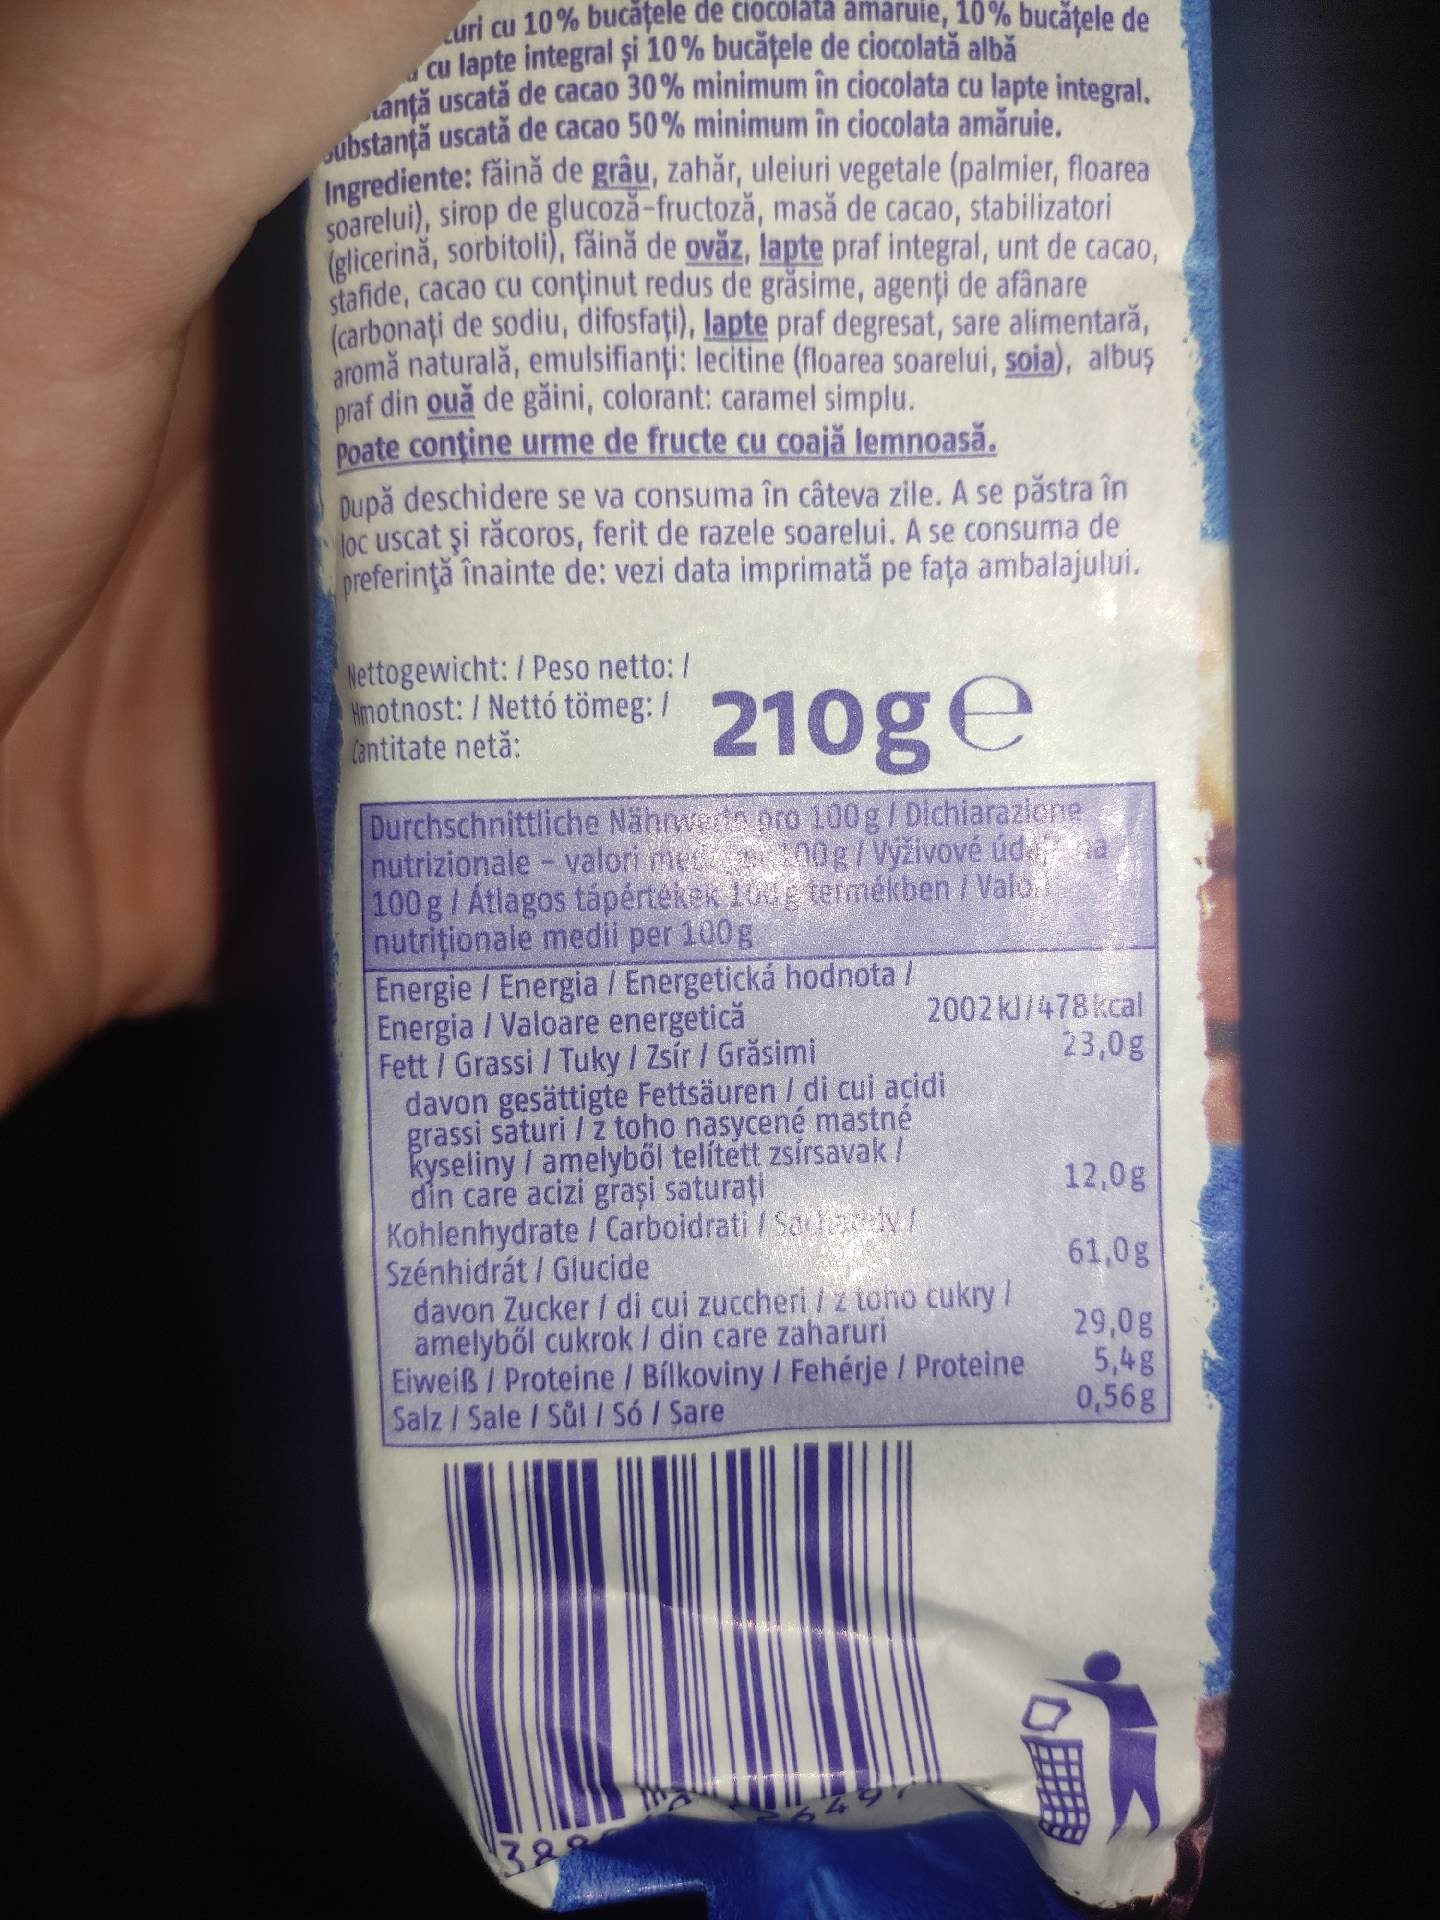 cu 10% bucățele de ciocolată amăruie, 10% bucățele de
cu lapte integral și 10% bucățele de ciocolată albă
uscată de cacao 30% minimum în ciocolata cu lapte integral.
uscată de cacao 50% minimum în ciocolata amăruie.
Ingrediente: făină de grâu, zahăr, uleiuri vegetale (palmier, floarea
soarelui), sirop de glucoză-fructoză, masă de cacao, stabilizatori
(glicerină, sorbitoli), făină de ovăz, lapte praf integral, unt de cacao,
stafide, cacao cu conținut redus de grăsime, agenți de afânare
(carbonați de sodiu, difosfați), lapte praf degresat, sare alimentară,
aromă naturală, emulsifianți: lecitine (floarea soarelui, soia), albuș
praf din ouă de găini, colorant: caramel simplu.
Poate conține urme de fructe cu coajă lemnoasă.
După deschidere se va consuma în câteva zile. A se păstra în
loc uscat și răcoros, ferit de razele soarelui. A se consuma de
preferinţă înainte de: vezi data imprimată pe fața ambalajului.
Nettogewicht: / Peso netto: /
Hmotnost: / Nettó tömeg: /
Cantitate netă:
210g e
Durchschnittliche pro 100g / Dichiarazione
nutrizionale - valori 100g / Výživové
100g / Átlagos tápértékek 100g termékben /
nutriționale medii per 100g
Energie / Energia / Energetická hodnota /
Energia / Valoare energetică 2002kJ/478kcal
Fett / Grassi / Tuky / Zsír / Grăsimi 23,0g
davon gesättigte Fettsäuren / di cui acidi
grassi saturi / z toho nasycené mastné
kyseliny / amelyből telített zsírsavak /
din care acizi grași saturați 12,0g
Kohlenhydrate / Carboidrati /
Szénhidrát / Glucide 61,0g
davon Zucker / di cui zuccheri / z toho cukry /
amelyből cukrok / din care zaharuri 29,0g
Eiweiß / Proteine / Bílkoviny / Fehérje / Proteine 5,4g
Salz / Sale / Sůl / Só / Sare 0,56g